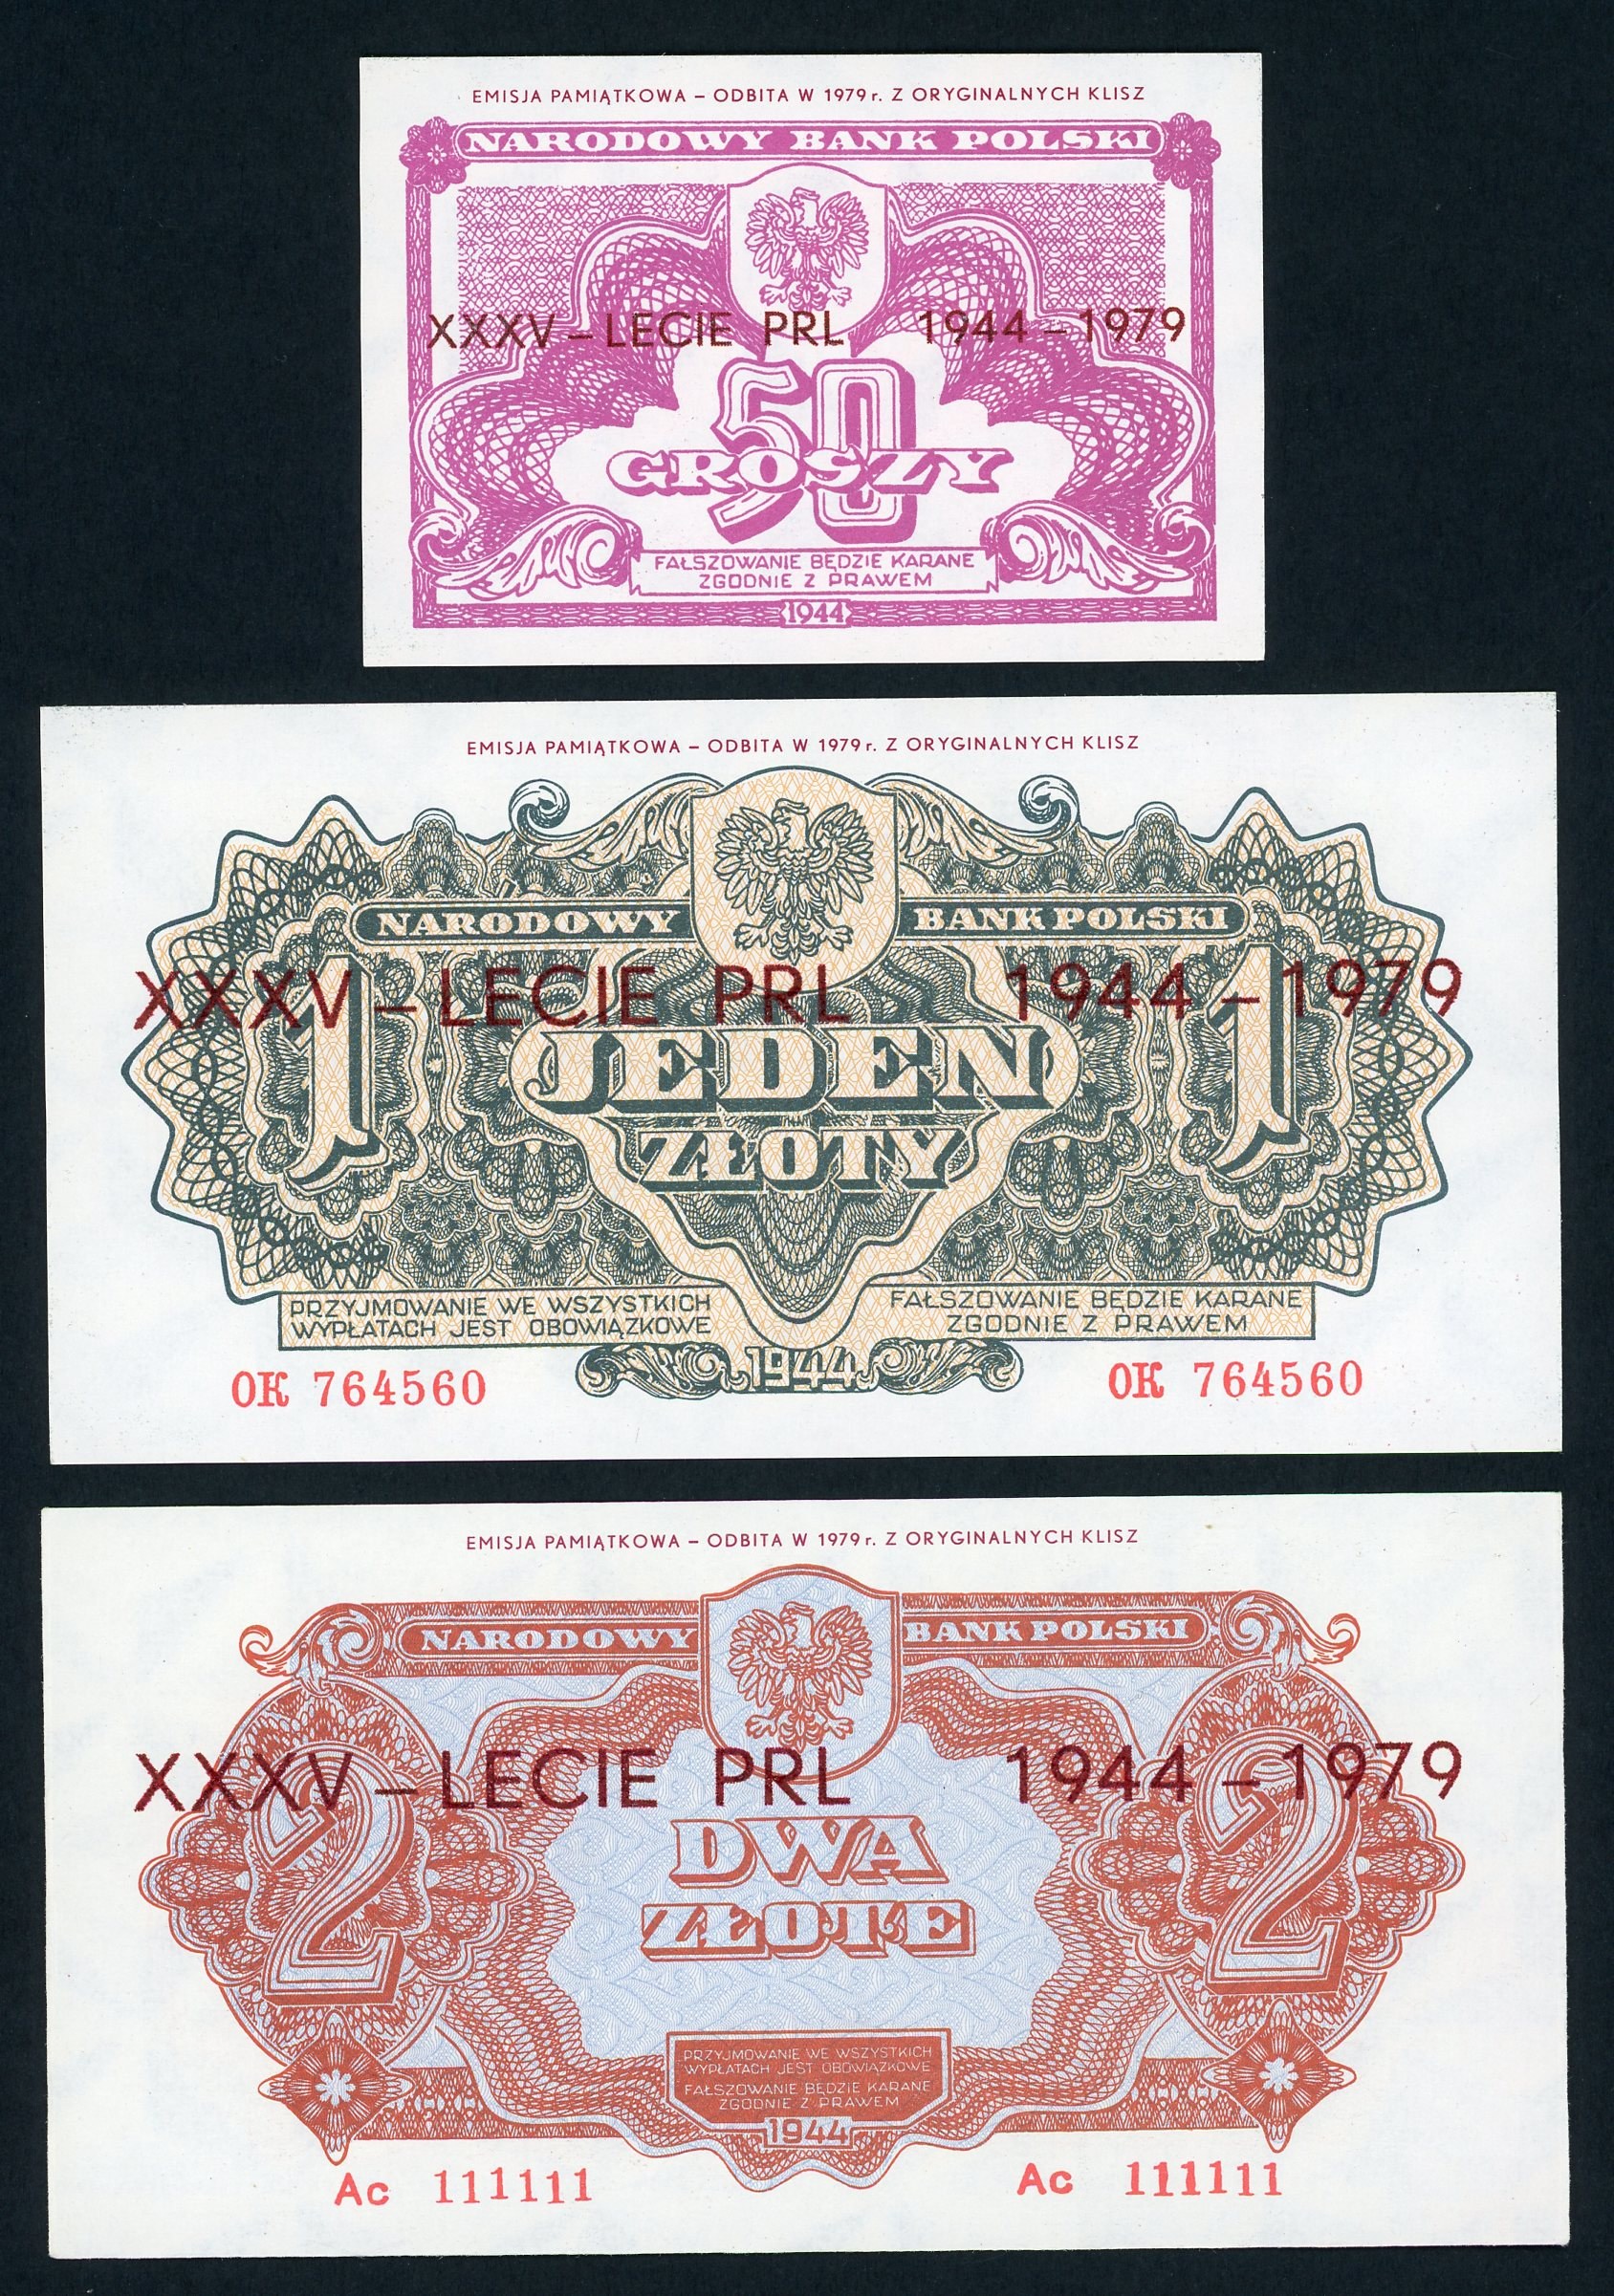 EMISJA PAMIĄTKOWA – ODBITA W 1979 r. Z ORYGINALNYCH KLISZ
NARODOWY BANK POLSKI
XXXV – LECIE PRL 1944 – 1979
50
GROSZY
FAŁSZOWANIE BĘDZIE KARANE
ZGODNIE Z PRAWEM
1944
EMISJA PAMIĄTKOWA – ODBITA W 1979 r. Z ORYGINALNYCH KLISZ
NARODOWY BANK POLSKI
XXXV – LECIE PRL 1944 – 1979
1 JEDEN 1
ZŁOTY
PRZYJMOWANIE WE WSZYSTKICH
WYPŁATACH JEST OBOWIĄZKOWE
FAŁSZOWANIE BĘDZIE KARANE
ZGODNIE Z PRAWEM
1944
OK 764560 OK 764560
EMISJA PAMIĄTKOWA – ODBITA W 1979 r. Z ORYGINALNYCH KLISZ
NARODOWY BANK POLSKI
XXXV – LECIE PRL 1944 – 1979
2 DWA 2
ZŁOTE
PRZYJMOWANIE WE WSZYSTKICH
WYPŁATACH JEST OBOWIĄZKOWE
FAŁSZOWANIE BĘDZIE KARANE
ZGODNIE Z PRAWEM
1944
Ac 111111 Ac 111111